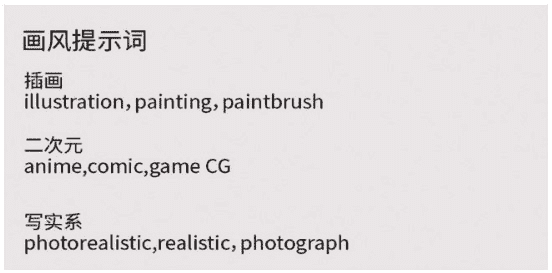 画风提示词
插画
illustration，painting，paintbrush
二次元
anime,comic,game CG
写实系
photorealistic,realistic，photograph